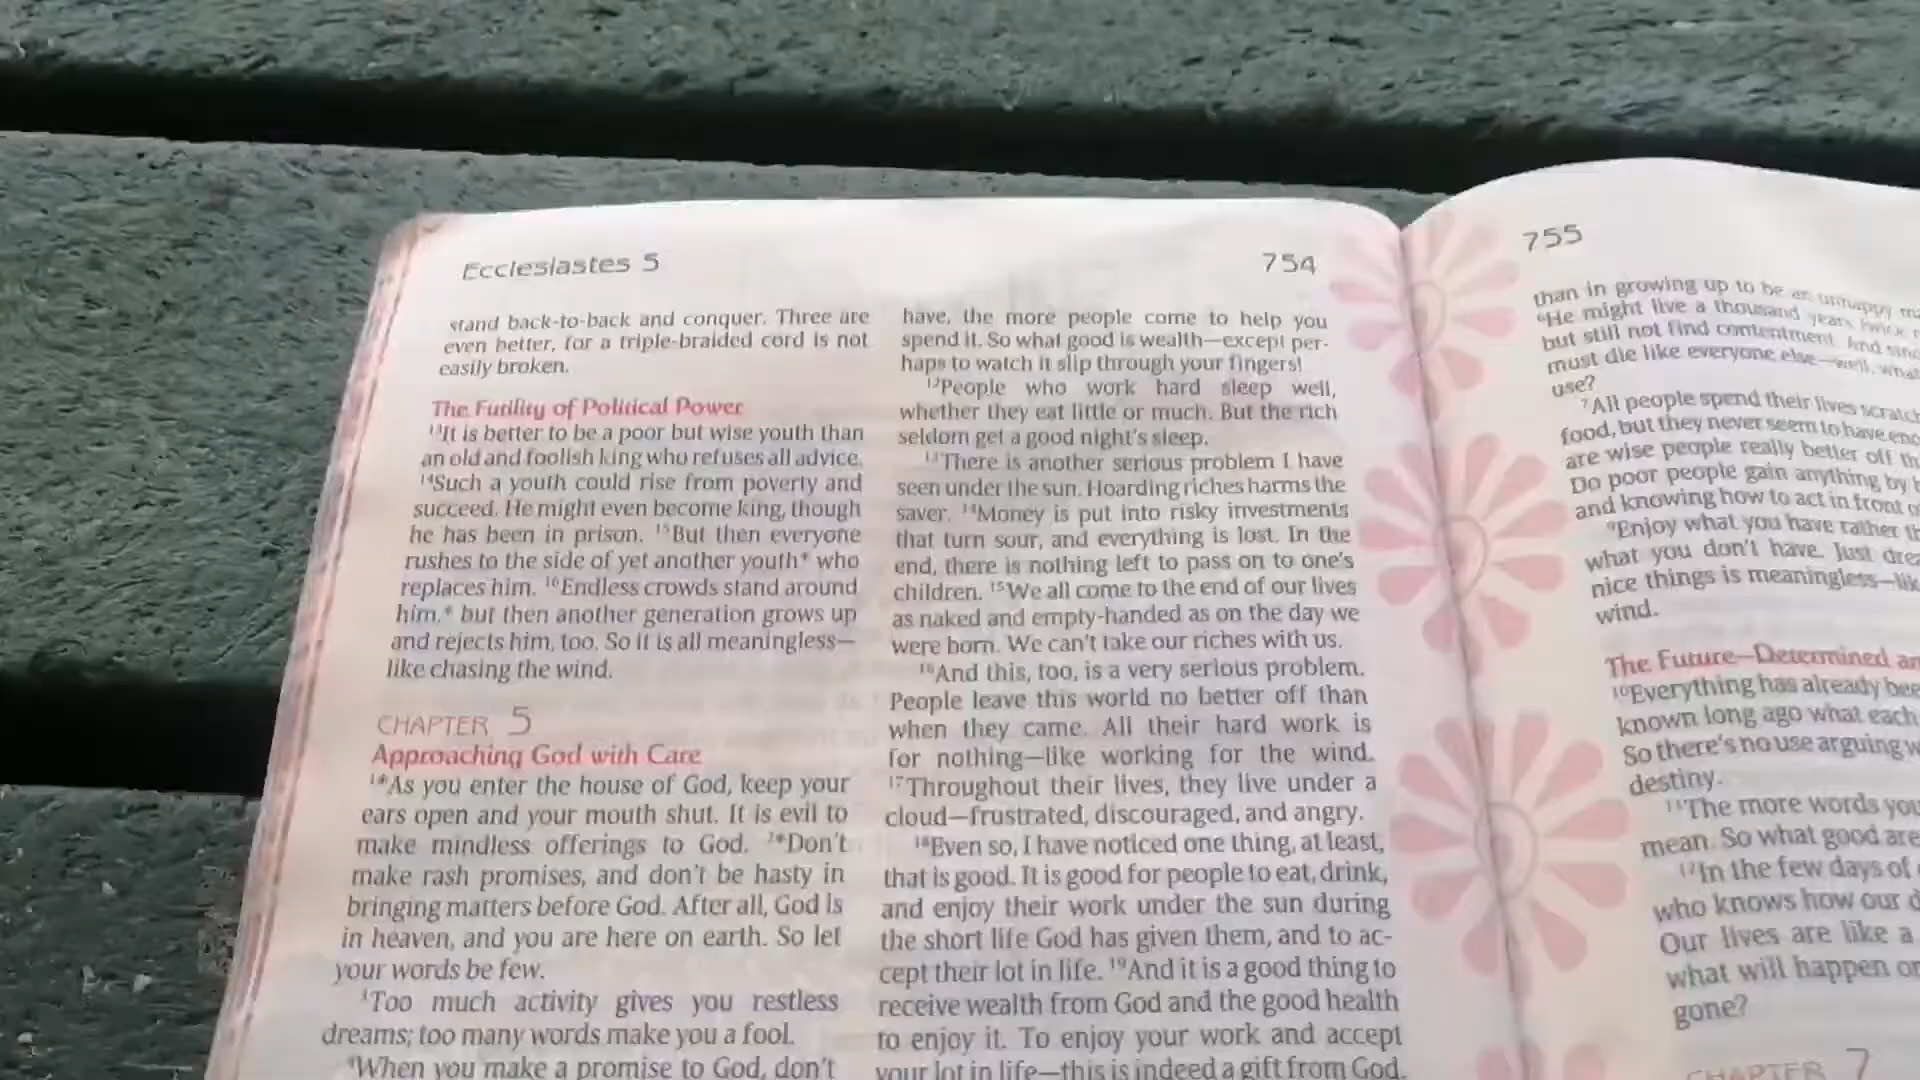 Ecclesiastes 5
754
stand back-to-back and conquer. Three are
even better, for a triple-braided cord is not
easily broken.
The Futility of Political Power
13It is better to be a poor but wise youth than
an old and foolish king who refuses all advice.
14Such a youth could rise from poverty and
succeed. He might even become king, though
he has been in prison. 15But then everyone
rushes to the side of yet another youth* who
replaces him. 16Endless crowds stand around
him,* but then another generation grows up
and rejects him, too. So it is all meaningless—
like chasing the wind.
CHAPTER 5
Approaching God with Care
1*As you enter the house of God, keep your
ears open and your mouth shut. It is evil to
make mindless offerings to God. 2*Don't
make rash promises, and don't be hasty in
bringing matters before God. After all, God is
in heaven, and you are here on earth. So let
your words be few.
3Too much activity gives you restless
dreams; too many words make you a fool.
4When you make a promise to God, don't
have, the more people come to help you
spend it. So what good is wealth—except per-
haps to watch it slip through your fingers!
12People who work hard sleep well,
whether they eat little or much. But the rich
seldom get a good night's sleep.
13There is another serious problem I have
seen under the sun. Hoarding riches harms the
saver. 14Money is put into risky investments
that turn sour, and everything is lost. In the
end, there is nothing left to pass on to one's
children. 15We all come to the end of our lives
as naked and empty-handed as on the day we
were born. We can't take our riches with us.
16And this, too, is a very serious problem.
People leave this world no better off than
when they came. All their hard work is
for nothing—like working for the wind.
17Throughout their lives, they live under a
cloud—frustrated, discouraged, and angry.
18Even so, I have noticed one thing, at least,
that is good. It is good for people to eat, drink,
and enjoy their work under the sun during
the short life God has given them, and to ac-
cept their lot in life. 19And it is a good thing to
receive wealth from God and the good health
to enjoy it. To enjoy your work and accept
your lot in life—this is indeed a gift from God.
755
than in growing up to be an unhappy
6He might live a thousand years twice
but still not find contentment. And
must die like everyone else—well, what
use?
7All people spend their lives scratch
food, but they never seem to have
are wise people really better off
Do poor people gain anything by
and knowing how to act in front
9Enjoy what you have rather
what you don't have. Just
nice things is meaningless—
wind.
The Future—Determined
10Everything has already
known long ago what each
So there's no use arguing
destiny.
11The more words you
mean. So what good are
12In the few days of
who knows how our
Our lives are like a
what will happen
gone?
CHAPTER 7